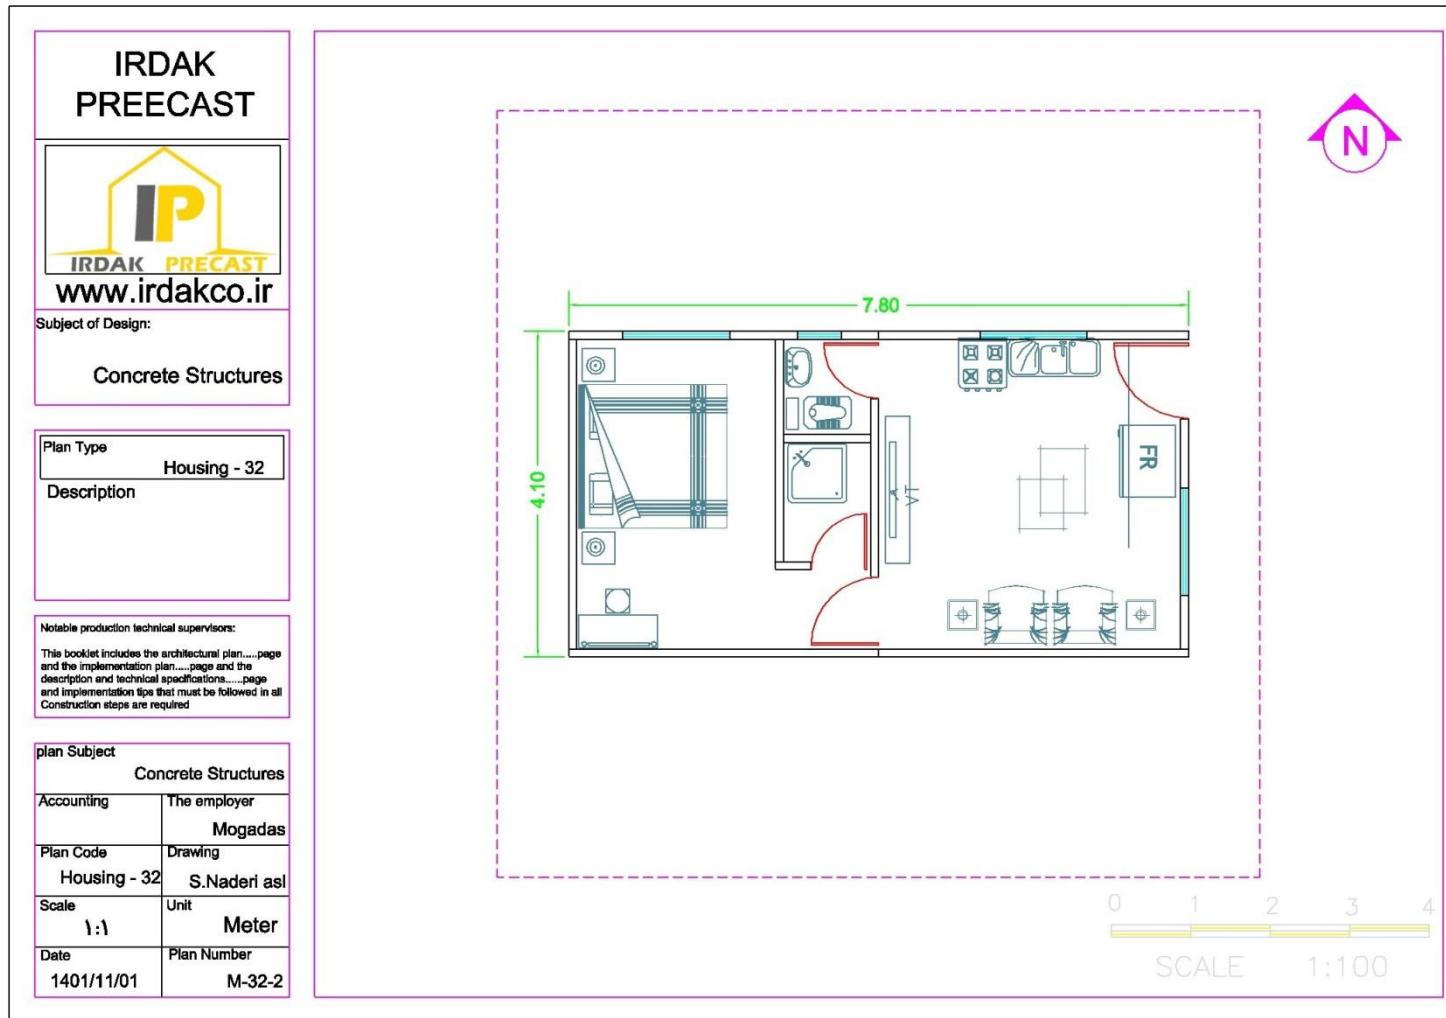 IRDAK
PREECAST
IP
IRDAK PRECAST
www.irdakco.ir
Subject of Design:
Concrete Structures
Plan Type
Housing - 32
Description
Notable production technical supervisors:
This booklet includes the architectural plan.....page
and the implementation plan.....page and the
description and technical specifications......page
and implementation tips that must be followed in all
Construction steps are required
plan Subject
Concrete Structures
Accounting
The employer
Mogadas
Plan Code
Housing - 32
Drawing
S.Naderi asl
Scale
۱:۱
Unit
Meter
Date
1401/11/01
Plan Number
M-32-2
N
7.80
4.10
VT
FR
0 1 2 3 4
SCALE 1:100